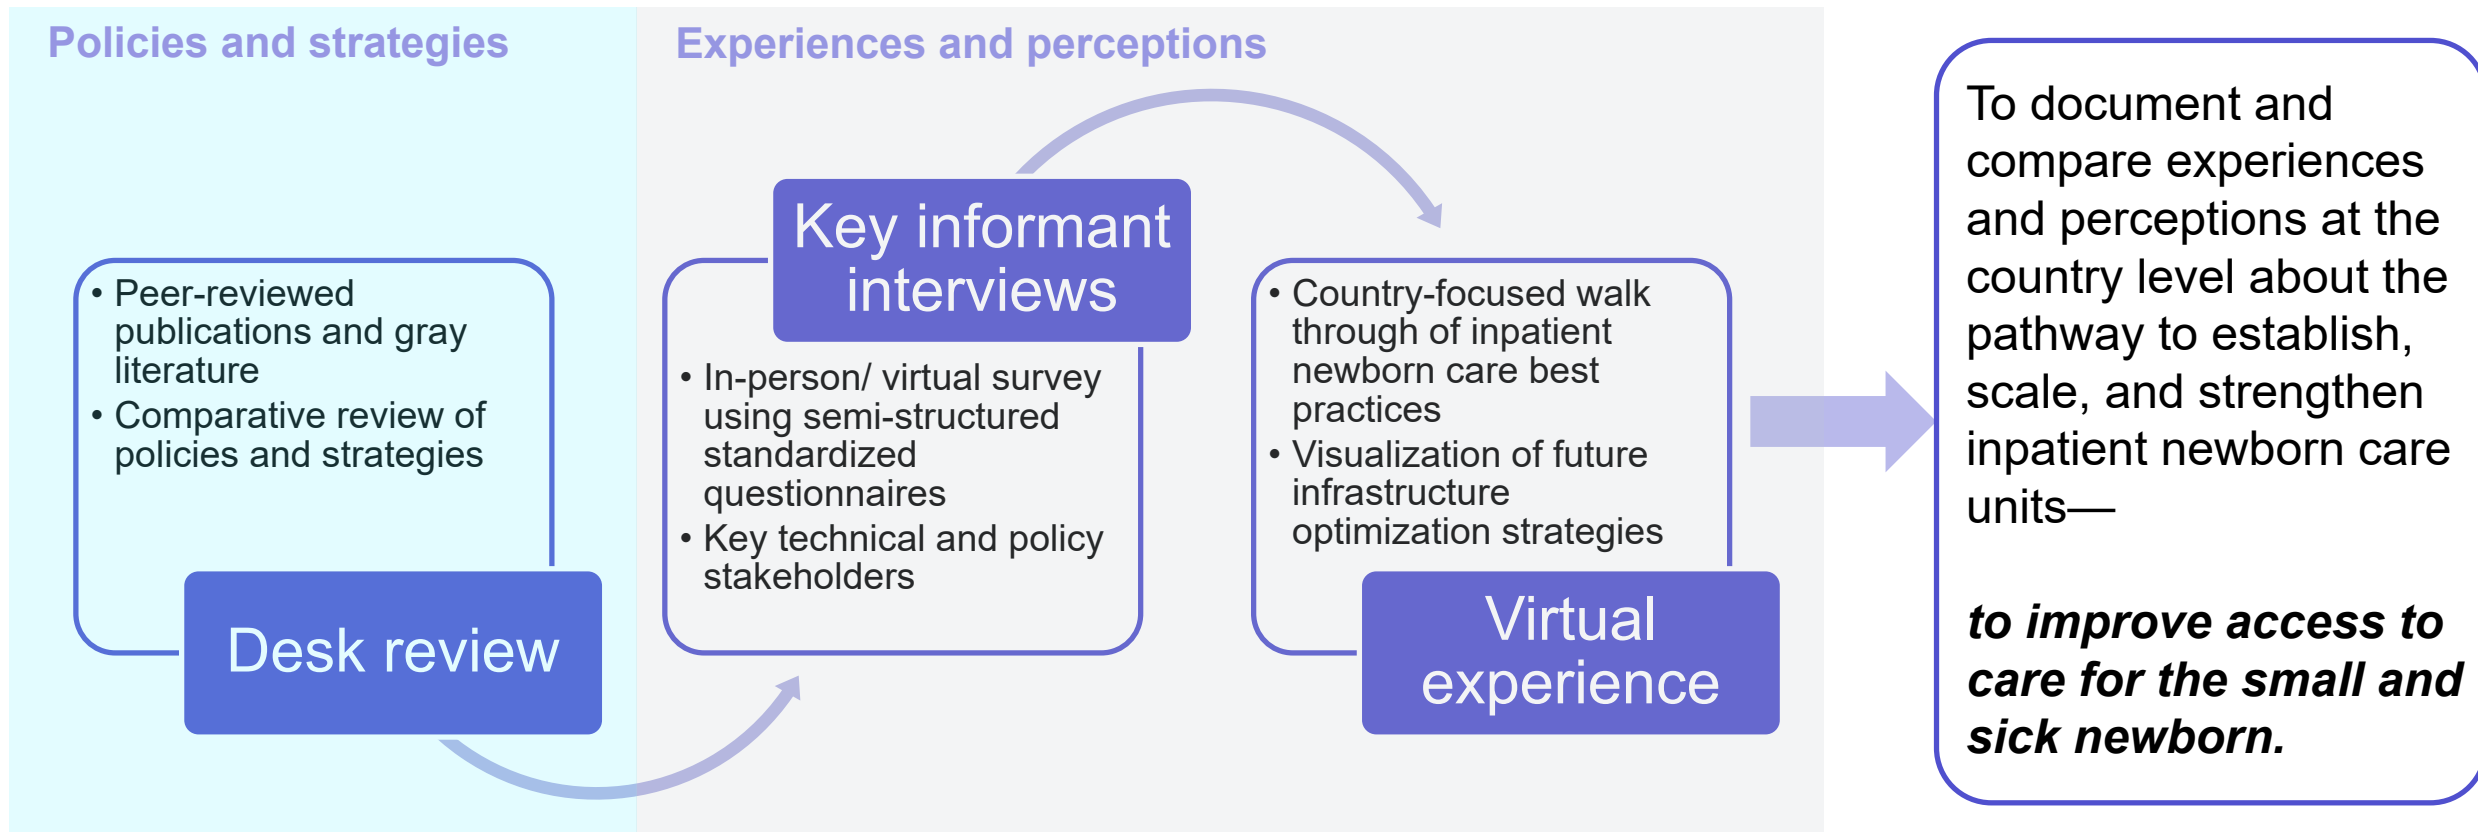 Policies and strategies
• Peer-reviewed
publications and gray
literature
• Comparative review of
policies and strategies
Desk review
Experiences and perceptions
Key informant
interviews
• In-person/ virtual survey
using semi-structured
standardized
questionnaires
• Key technical and policy
stakeholders
• Country-focused walk
through of inpatient
newborn care best
practices
• Visualization of future
infrastructure
optimization strategies
Virtual
experience
To document and
compare experiences
and perceptions at the
country level about the
pathway to establish,
scale, and strengthen
inpatient newborn care
units—
to improve access to
care for the small and
sick newborn.